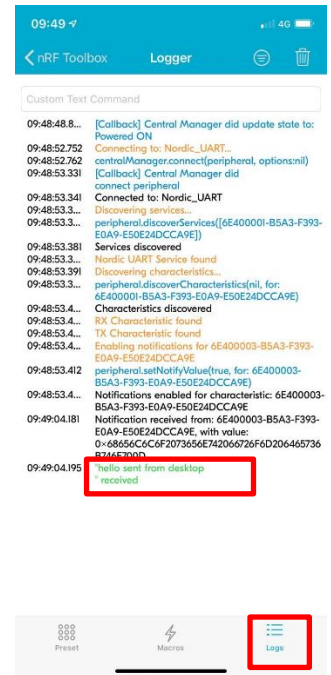 09:49
4G
nRF Toolbox
Logger
Custom Text Command
09:48:48.8... [Callback] Central Manager did update state to:
Powered ON
09:48:52.752 Connecting to: Nordic_UART...
09:48:52.762 centralManager.connect(peripheral, options:nil)
09:48:53.331 [Callback] Central Manager did
connect peripheral
09:48:53.341 Connected to: Nordic_UART
09:48:53.3... Discovering services...
09:48:53.3... peripheral.discoverServices([6E400001-B5A3-F393-
E0A9-E50E24DCCA9E])
09:48:53.381 Services discovered
09:48:53.3... Nordic UART Service found
09:48:53.391 Discovering characteristics...
09:48:53.3... peripheral.discoverCharacteristics(nil, for:
6E400001-B5A3-F393-E0A9-E50E24DCCA9E)
09:48:53.4... Characteristics discovered
09:48:53.4... RX Characteristic found
09:48:53.4... TX Characteristic found
09:48:53.4... Enabling notifications for 6E400003-B5A3-F393-
E0A9-E50E24DCCA9E
09:48:53.412 peripheral.setNotifyValue(true, for: 6E400003-
B5A3-F393-E0A9-E50E24DCCA9E)
09:48:53.4... Notifications enabled for characteristic: 6E400003-
B5A3-F393-E0A9-E50E24DCCA9E
09:49:04.181 Notification received from: 6E400003-B5A3-F393-
E0A9-E50E24DCCA9E, with value:
0x68656C6C6F2073656E742066726F6D206465736
B746F700D
09:49:04.195 "hello sent from desktop
" received
Preset
Macros
Logs